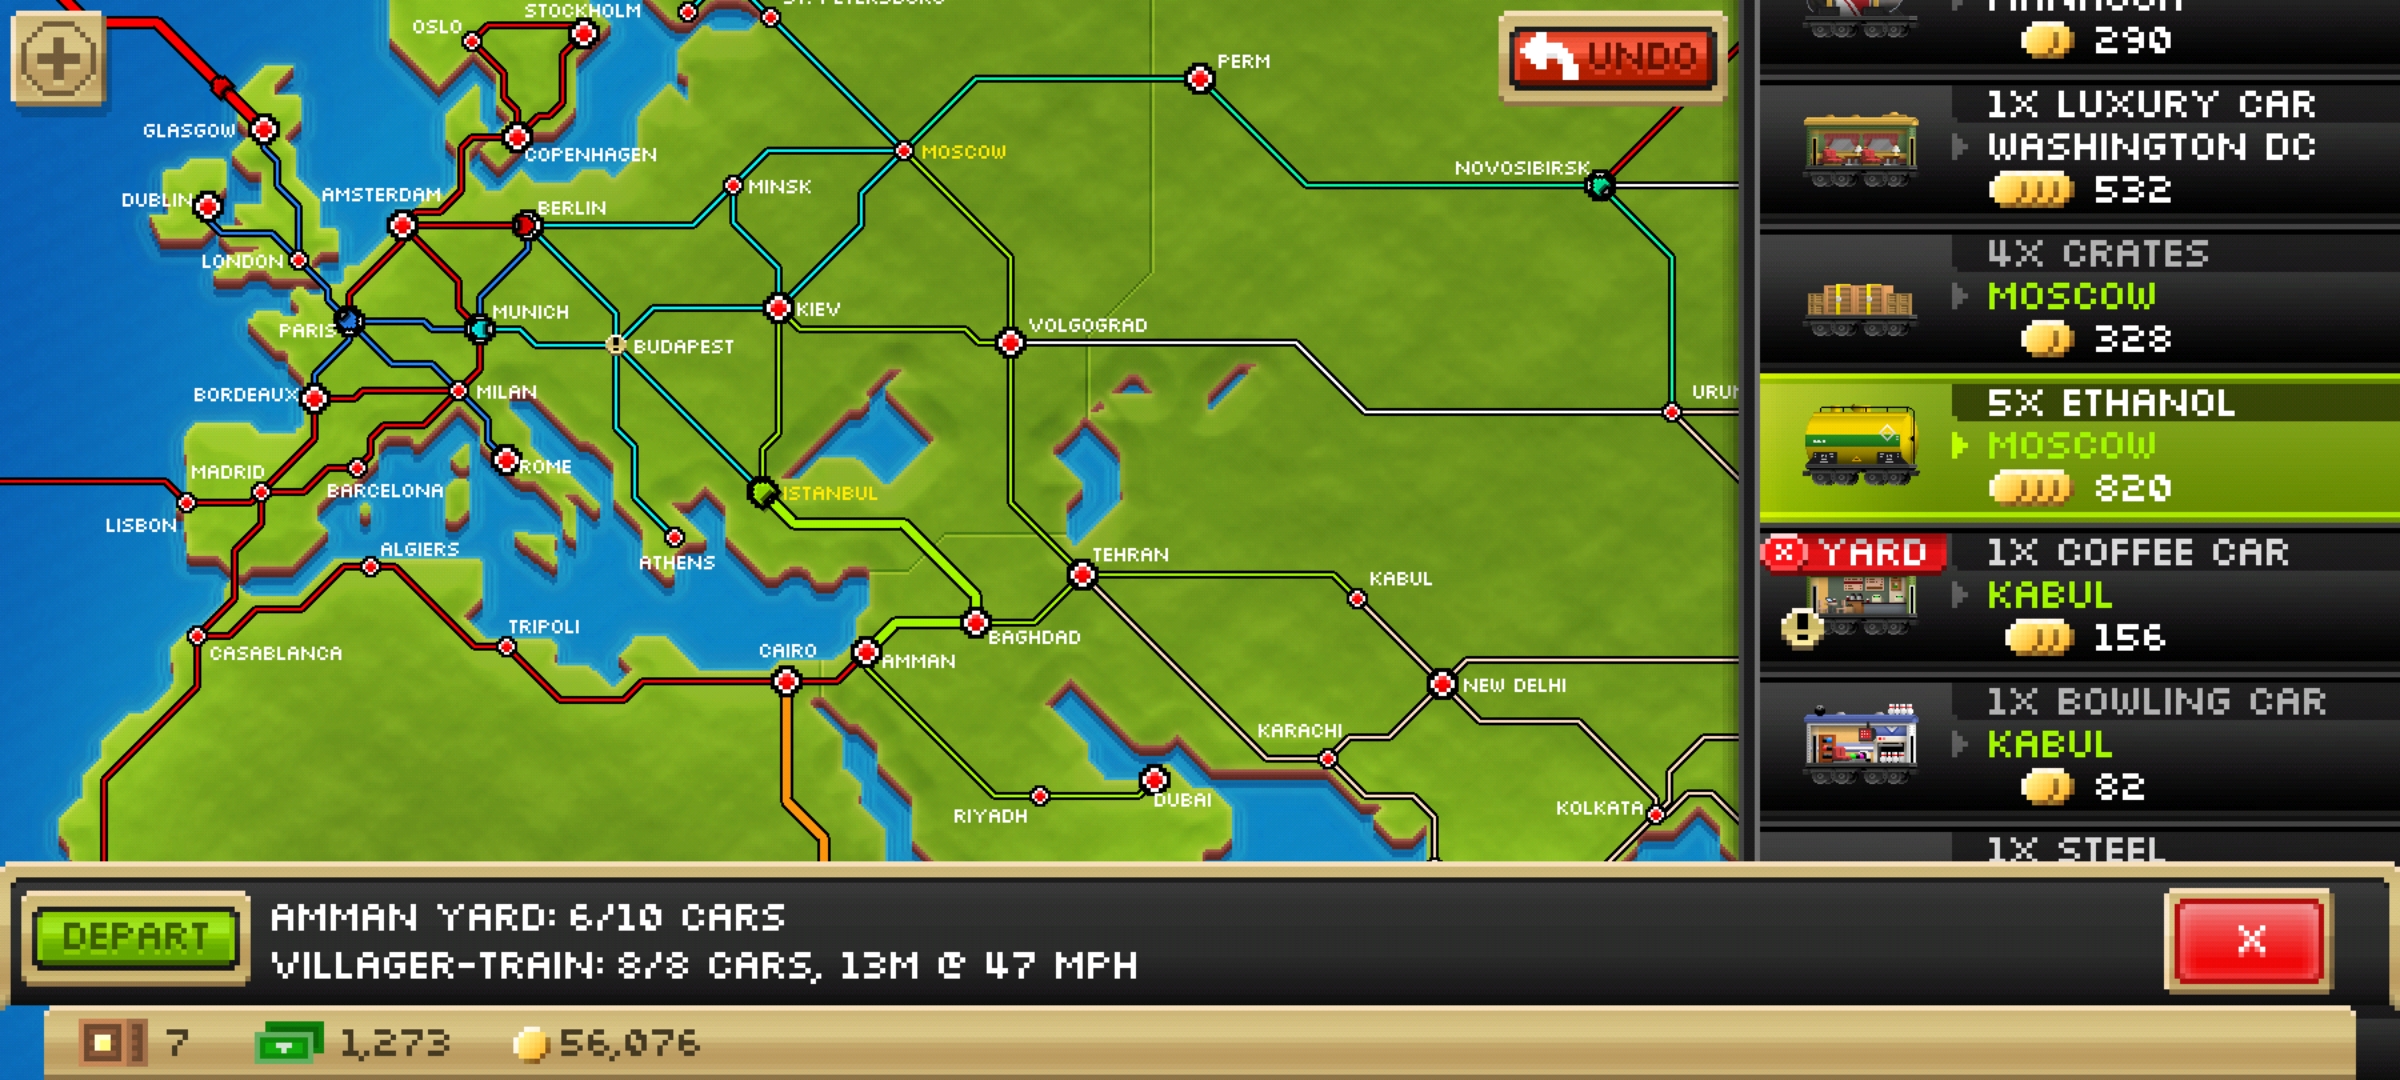 STOCKHOLM
OSLO
PERM
UNDO
GLASGOW
COPENHAGEN
MOSCOW
NOVOSIBIRSK
MINSK
AMSTERDAM
DUBLIN
BERLIN
LONDON
PARIS
MUNICH
KIEV
VOLGOGRAD
BUDAPEST
BORDEAUX
MILAN
MADRID
ROME
BARCELONA
ISTANBUL
LISBON
ALGIERS
ATHENS
TEHRAN
KABUL
TRIPOLI
CASABLANCA
CAIRO
AMMAN
BAGHDAD
NEW DELHI
KARACHI
RIYADH
DUBAI
KOLKATA
290
1X LUXURY CAR
WASHINGTON DC
532
4X CRATES
MOSCOW
328
5X ETHANOL
MOSCOW
820
YARD
1X COFFEE CAR
KABUL
156
1X BOWLING CAR
KABUL
82
1X STEEL
DEPART
AMMAN YARD: 6/10 CARS
VILLAGER-TRAIN: 8/8 CARS, 13M @ 47 MPH
X
7
1,273
56,076